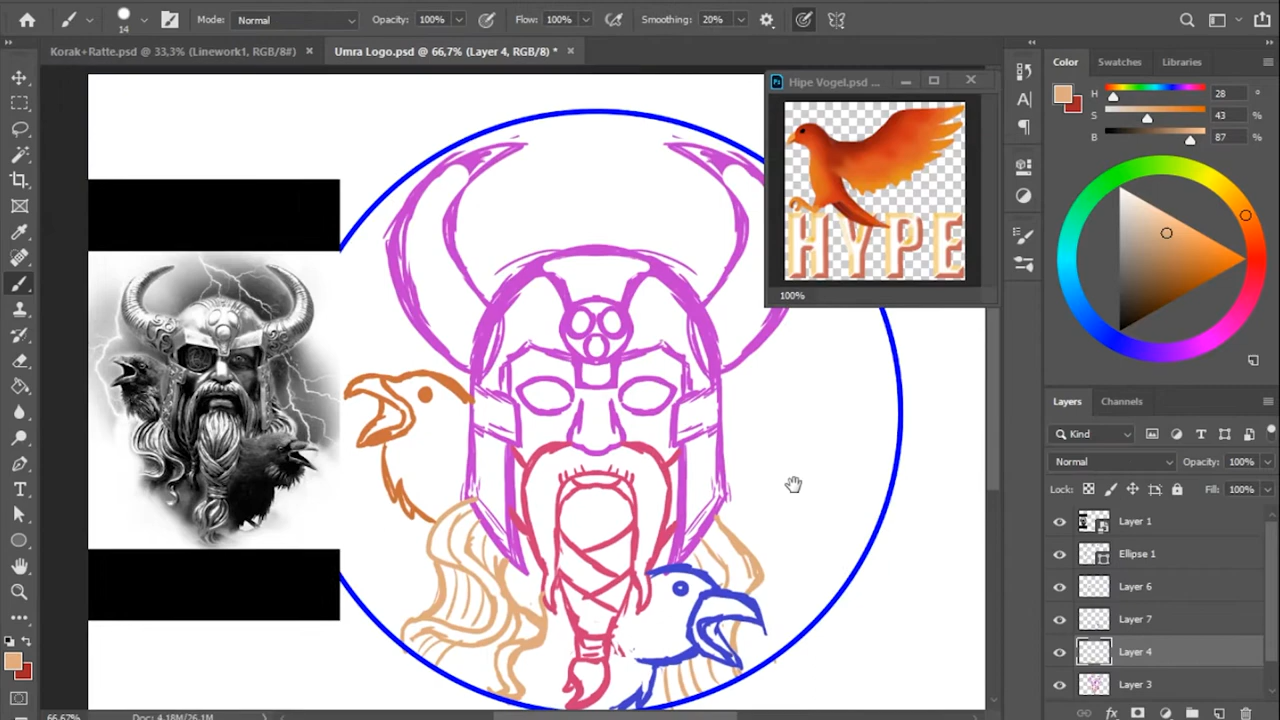 14
Mode: Normal
Opacity: 100%
Flow: 100%
Smoothing: 20%
Korak+Ratte.psd @ 33,3% (Linework1, RGB/8#)
Umra Logo.psd @ 66,7% (Layer 4, RGB/8) *
Hipe Vogel.psd ...
HYPE
100%
Color
Swatches
Libraries
H 28 °
S 43 %
B 87 %
Layers
Channels
Kind
Normal
Opacity: 100%
Lock:
Fill: 100%
Layer 1
Ellipse 1
Layer 6
Layer 7
Layer 4
Layer 3
66,67%
Doc: 4,18M/26,1M